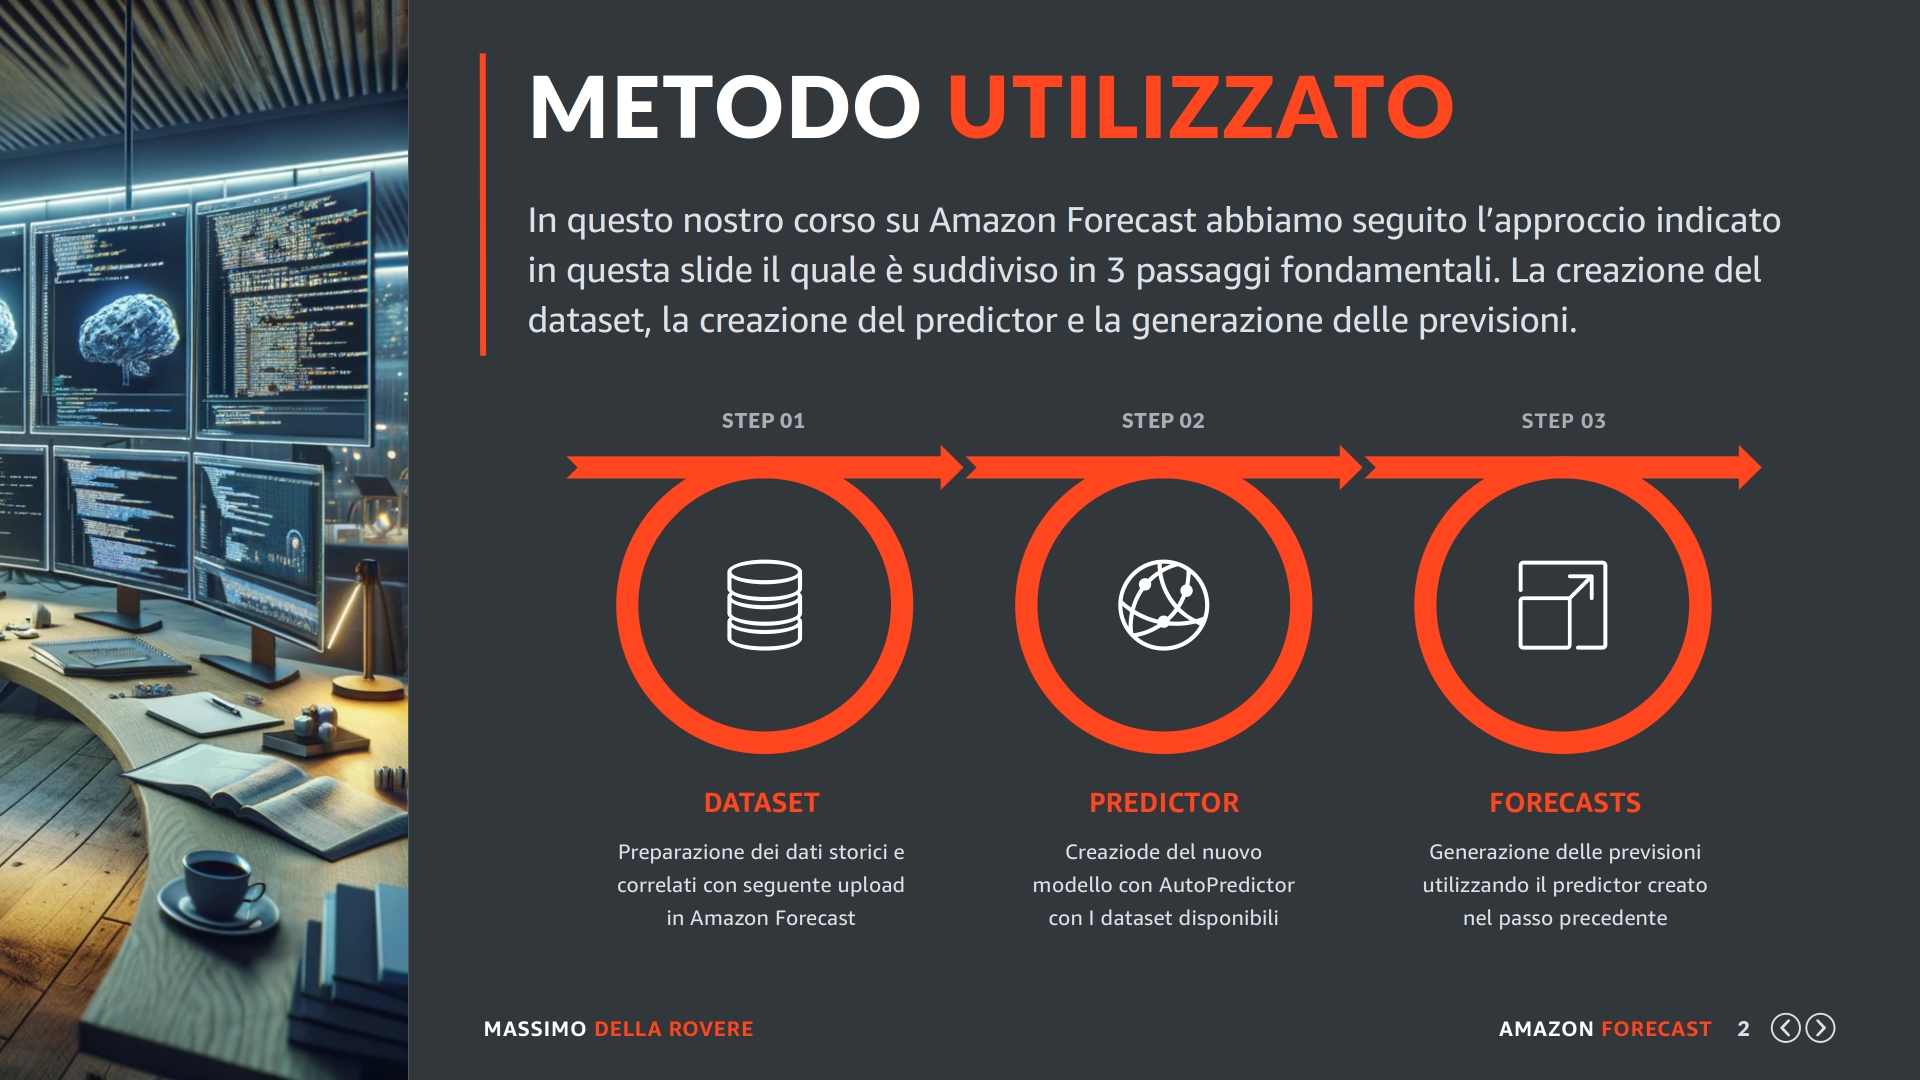 METODO UTILIZZATO
In questo nostro corso su Amazon Forecast abbiamo seguito l’approccio indicato
in questa slide il quale è suddiviso in 3 passaggi fondamentali. La creazione del
dataset, la creazione del predictor e la generazione delle previsioni.
STEP 01
STEP 02
STEP 03
DATASET
Preparazione dei dati storici e
correlati con seguente upload
in Amazon Forecast
PREDICTOR
Creaziode del nuovo
modello con AutoPredictor
con I dataset disponibili
FORECASTS
Generazione delle previsioni
utilizzando il predictor creato
nel passo precedente
MASSIMO DELLA ROVERE
AMAZON FORECAST 2